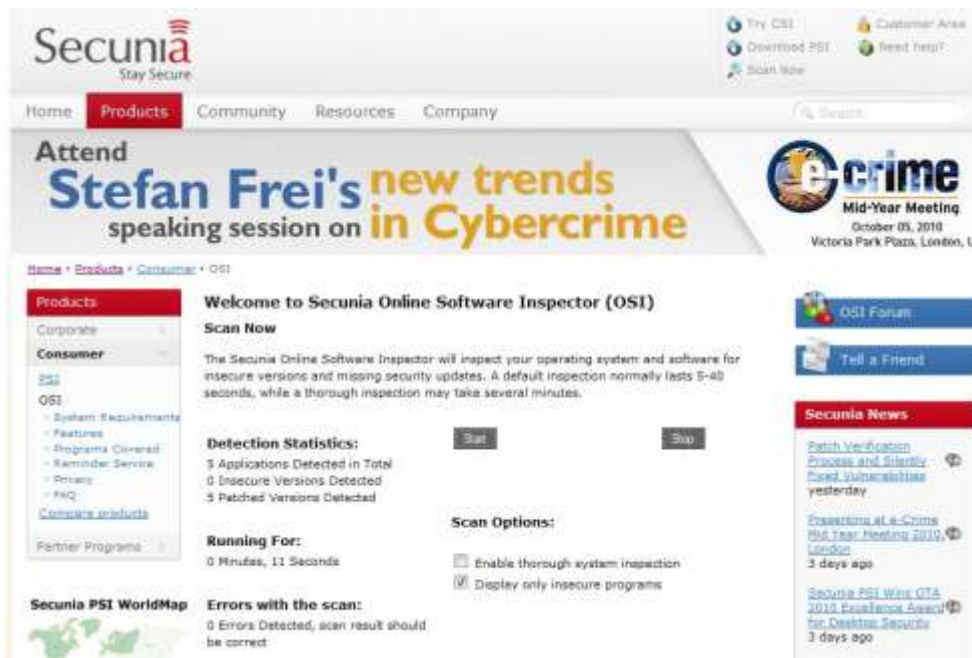 Secunia
Stay Secure
Try CSI
Customer Area
Download PSI
Need help?
Scan Now
Home
Products
Community
Resources
Company
Search
Attend
Stefan Frei's new trends
speaking session on in Cybercrime
e-crime
Mid-Year Meeting
October 05, 2010
Victoria Park Plaza, London, U
Home • Products • Consumer • OSI
Products
Corporate
Consumer
PSI
OSI
System Requirements
Features
Programs Covered
Reminder Service
Privacy
FAQ
Compare products
Partner Programs
Secunia PSI WorldMap
Welcome to Secunia Online Software Inspector (OSI)
Scan Now
The Secunia Online Software Inspector will inspect your operating system and software for
insecure versions and missing security updates. A default inspection normally lasts 5-40
seconds, while a thorough inspection may take several minutes.
Detection Statistics:
5 Applications Detected in Total
0 Insecure Versions Detected
5 Patched Versions Detected
Running For:
0 Minutes, 11 Seconds
Errors with the scan:
0 Errors Detected, scan result should
be correct
Start
Stop
Scan Options:
Enable thorough system inspection
Display only insecure programs
OSI Forum
Tell a Friend
Secunia News
Patch Verification
Process and Silently
Fixed Vulnerabilities
yesterday
Presenting at e-Crime
Mid Year Meeting 2010,
London
3 days ago
Secunia PSI Wins OTA
2010 Excellence Award
for Desktop Security
3 days ago